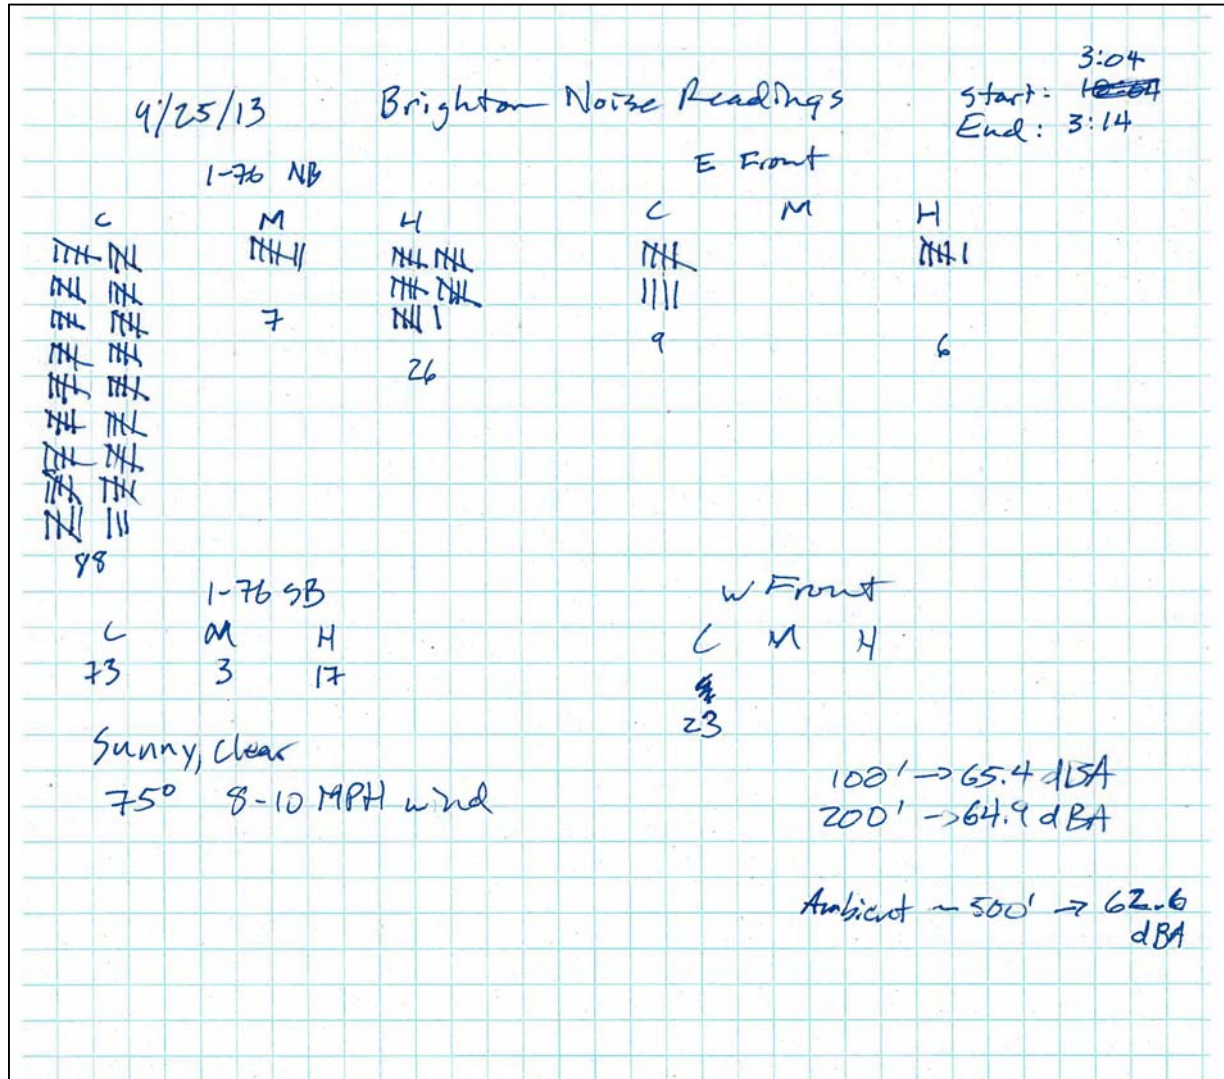 3:04
9/25/13 Brighton Noise Readings start:
End: 3:14
I-76 NB E Front
C M H C M H
7 9 6
26
88
I-76 SB W Front
C M H C M H
73 3 17
23
Sunny, Clear
75° 8-10 MPH wind
100' → 65.4 dBA
200' → 64.9 dBA
Ambient ~ 500' → 62.6
dBA